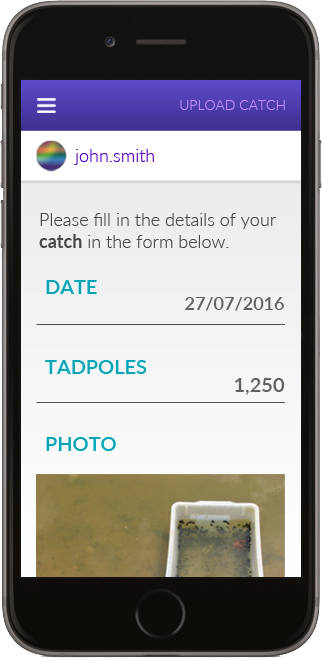 UPLOAD CATCH
john.smith
Please fill in the details of your
catch in the form below.
DATE
27/07/2016
TADPOLES
1,250
PHOTO